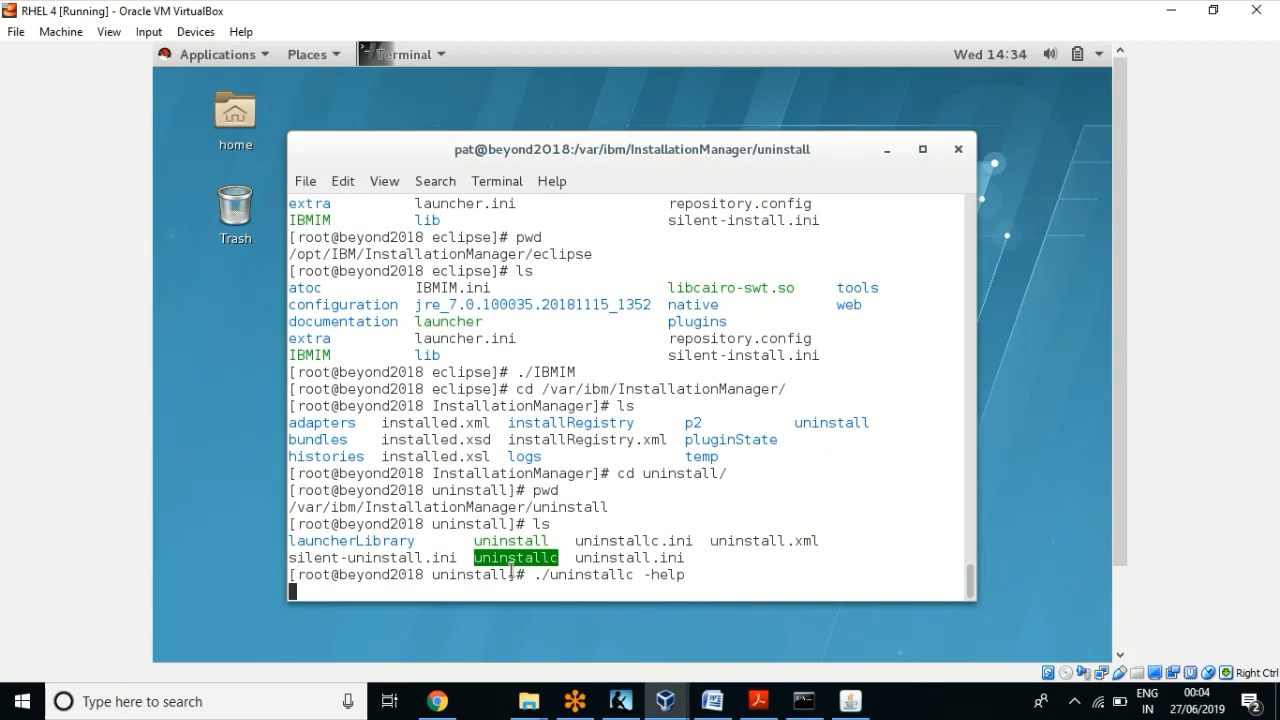 RHEL 4 [Running] - Oracle VM VirtualBox
File Machine View Input Devices Help
Applications Places Terminal Wed 14:34
home
Trash
pat@beyond2018:/var/ibm/InstallationManager/uninstall
File Edit View Search Terminal Help
extra launcher.ini repository.config
IBMIM lib silent-install.ini
[root@beyond2018 eclipse]# pwd
/opt/IBM/InstallationManager/eclipse
[root@beyond2018 eclipse]# ls
atoc IBMIM.ini libcairo-swt.so tools
configuration jre_7.0.100035.20181115_1352 native web
documentation launcher plugins
extra launcher.ini repository.config
IBMIM lib silent-install.ini
[root@beyond2018 eclipse]# ./IBMIM
[root@beyond2018 eclipse]# cd /var/ibm/InstallationManager/
[root@beyond2018 InstallationManager]# ls
adapters installed.xml installRegistry p2 uninstall
bundles installed.xsd installRegistry.xml pluginState
histories installed.xsl logs temp
[root@beyond2018 InstallationManager]# cd uninstall/
[root@beyond2018 uninstall]# pwd
/var/ibm/InstallationManager/uninstall
[root@beyond2018 uninstall]# ls
launcherLibrary uninstall uninstallc.ini uninstall.xml
silent-uninstall.ini uninstallc uninstall.ini
[root@beyond2018 uninstall]# ./uninstallc -help
Right Ctrl
Type here to search
ENG 00:04
IN 27/06/2019
2